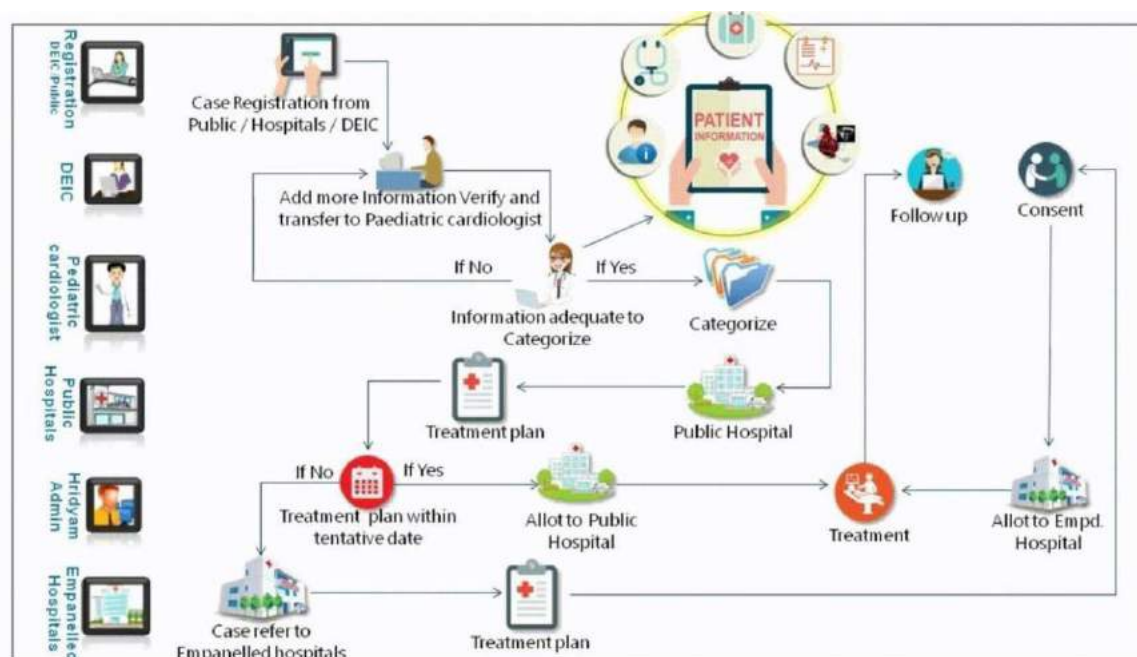 Registration
DEIC/Public
DEIC
Pediatric
cardiologist
Public
Hospitals
Hridyam
Admin
Empanelled
Hospitals
Case Registration from
Public / Hospitals / DEIC
PATIENT
INFORMATION
Add more Information Verify and
transfer to Paediatric cardiologist
Follow up
Consent
If No
If Yes
Information adequate to
Categorize
Categorize
Treatment plan
Public Hospital
If No
If Yes
Treatment plan within
tentative date
Allot to Public
Hospital
Treatment
Allot to Empd.
Hospital
Case refer to
Empanelled hospitals
Treatment plan